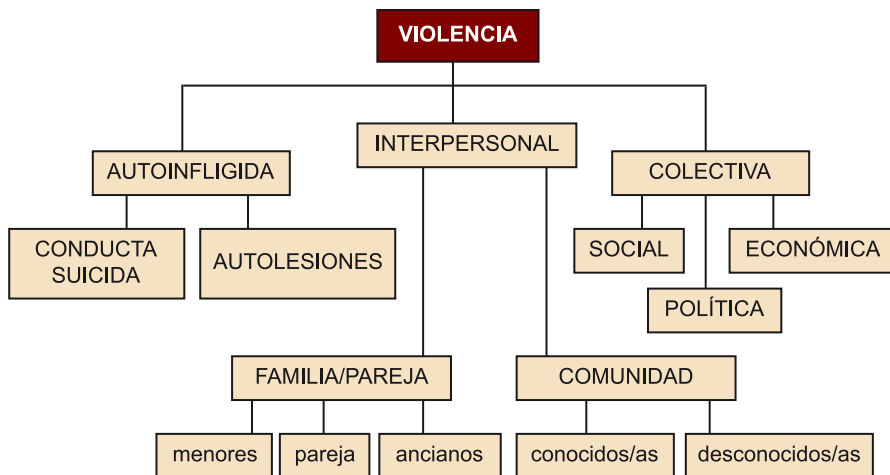 VIOLENCIA
INTERPERSONAL
AUTOINFLIGIDA
COLECTIVA
CONDUCTA
SUICIDA
AUTOLESIONES
SOCIAL
ECONÓMICA
POLÍTICA
FAMILIA/PAREJA
COMUNIDAD
menores
pareja
ancianos
conocidos/as
desconocidos/as